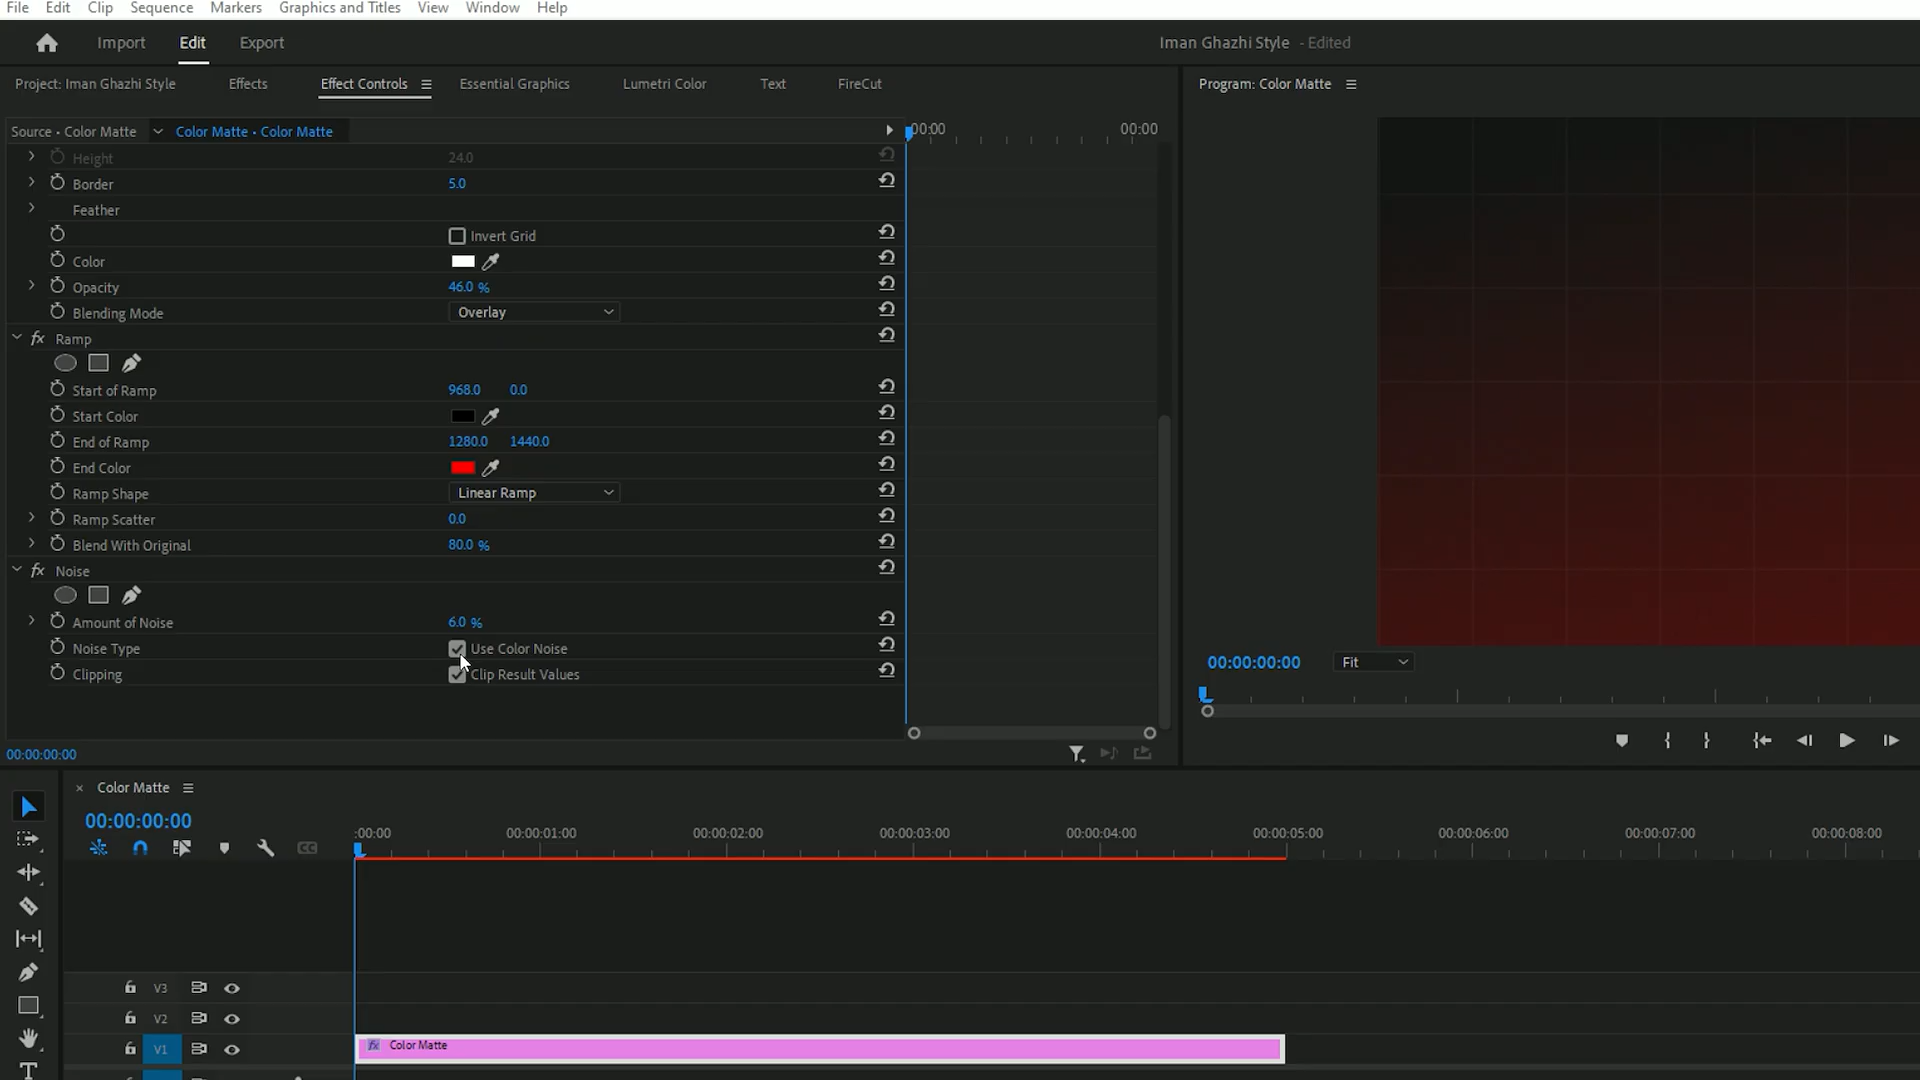 File Edit Clip Sequence Markers Graphics and Titles View Window Help
Import Edit Export Iman Ghazhi Style - Edited
Project: Iman Ghazhi Style Effects Effect Controls Essential Graphics Lumetri Color Text FireCut Program: Color Matte
Source • Color Matte Color Matte • Color Matte 00:00 00:00
Height 24.0
Border 5.0
Feather
Invert Grid
Color
Opacity 46.0 %
Blending Mode Overlay
fx Ramp
Start of Ramp 968.0 0.0
Start Color
End of Ramp 1280.0 1440.0
End Color
Ramp Shape Linear Ramp
Ramp Scatter 0.0
Blend With Original 80.0 %
fx Noise
Amount of Noise 6.0 %
Noise Type Use Color Noise
Clipping Clip Result Values
00:00:00:00 Fit
00:00:00:00
Color Matte
00:00:00:00
:00:00 00:00:01:00 00:00:02:00 00:00:03:00 00:00:04:00 00:00:05:00 00:00:06:00 00:00:07:00 00:00:08:00
CC
V3
V2
V1 fx Color Matte